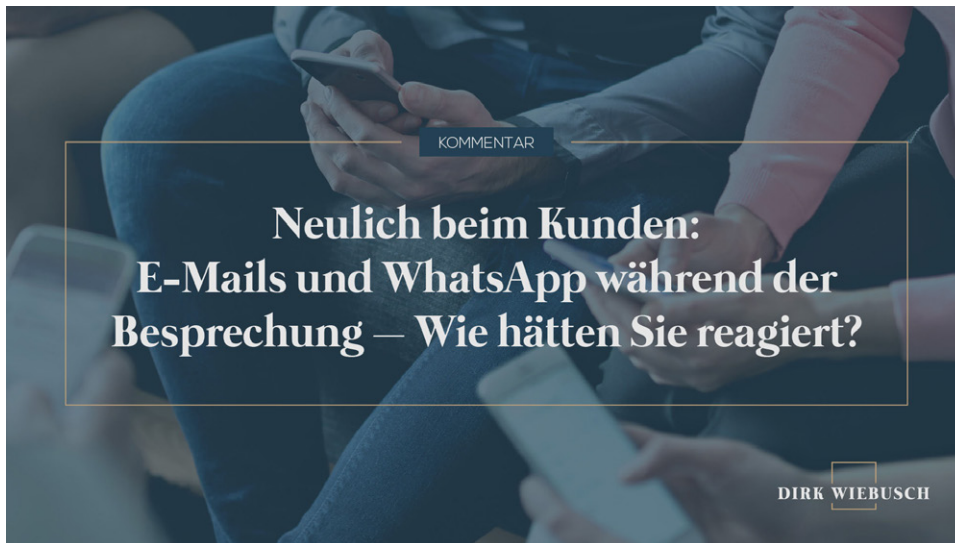 KOMMENTAR
Neulich beim Kunden:
E-Mails und WhatsApp während der
Besprechung — Wie hätten Sie reagiert?
DIRK WIEBUSCH